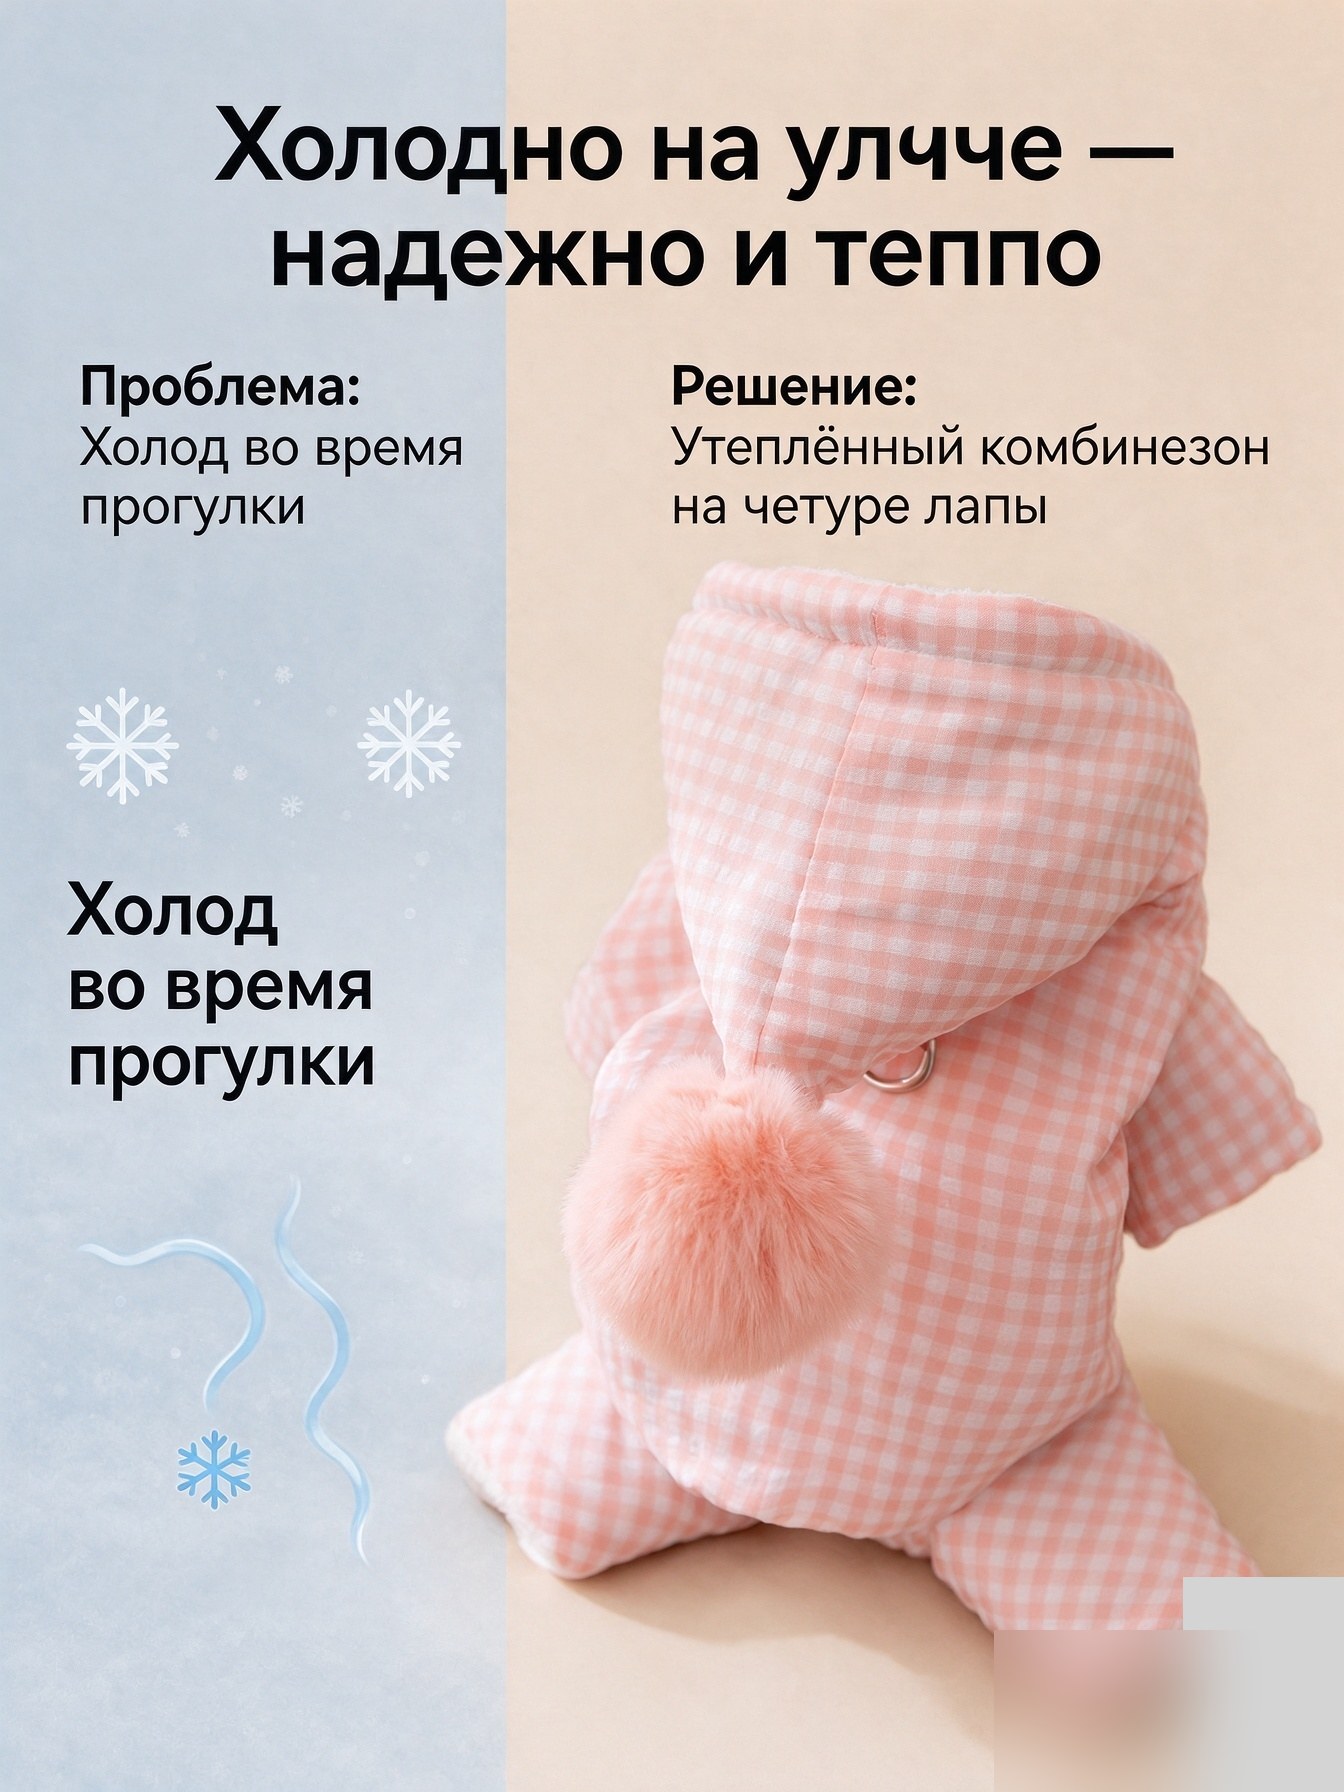 Холодно на улчче —
надежно и теппо
Проблема:
Холод во время
прогулки
Решение:
Утеплённый комбинезон
на четуре лапы
Холод
во время
прогулки